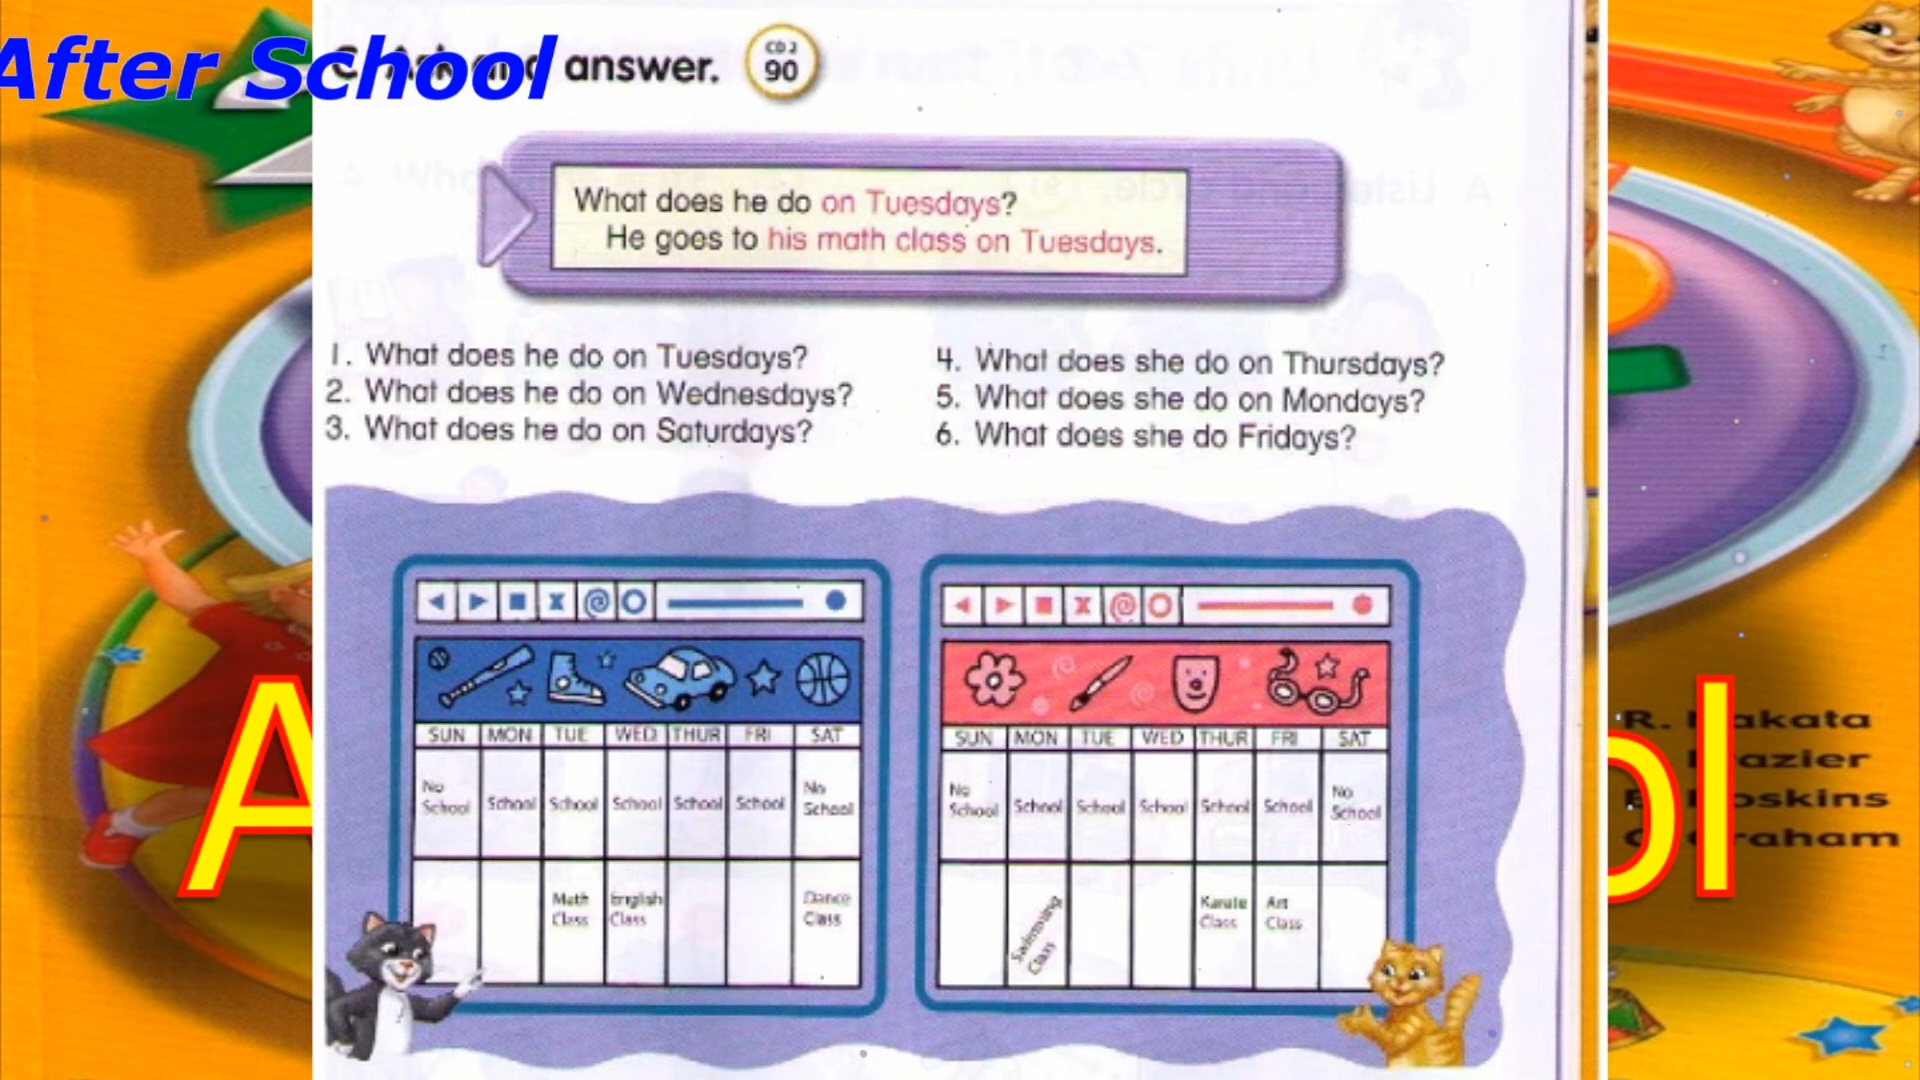 After School
answer.
CD 2
90
What does he do on Tuesdays?
He goes to his math class on Tuesdays.
1. What does he do on Tuesdays?
2. What does he do on Wednesdays?
3. What does he do on Saturdays?
4. What does she do on Thursdays?
5. What does she do on Mondays?
6. What does she do Fridays?
SUN MON TUE WED THUR FRI SAT
No School School School School School School No School
Math Class English Class Dance Class
SUN MON TUE WED THUR FRI SAT
No School School School School School School No School
Swimming Class Karate Class Art Class